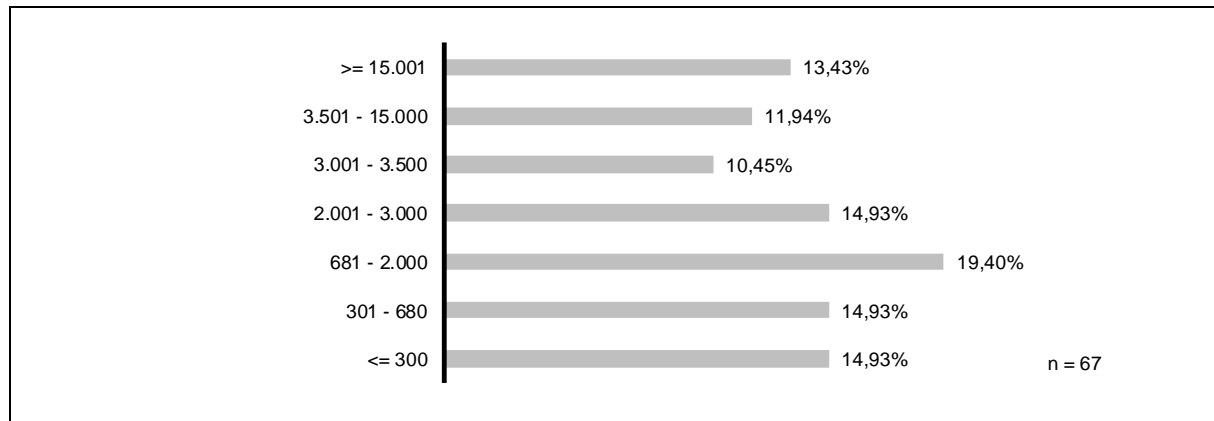 >= 15.001 13,43%
3.501 - 15.000 11,94%
3.001 - 3.500 10,45%
2.001 - 3.000 14,93%
681 - 2.000 19,40%
301 - 680 14,93%
<= 300 14,93%
n = 67